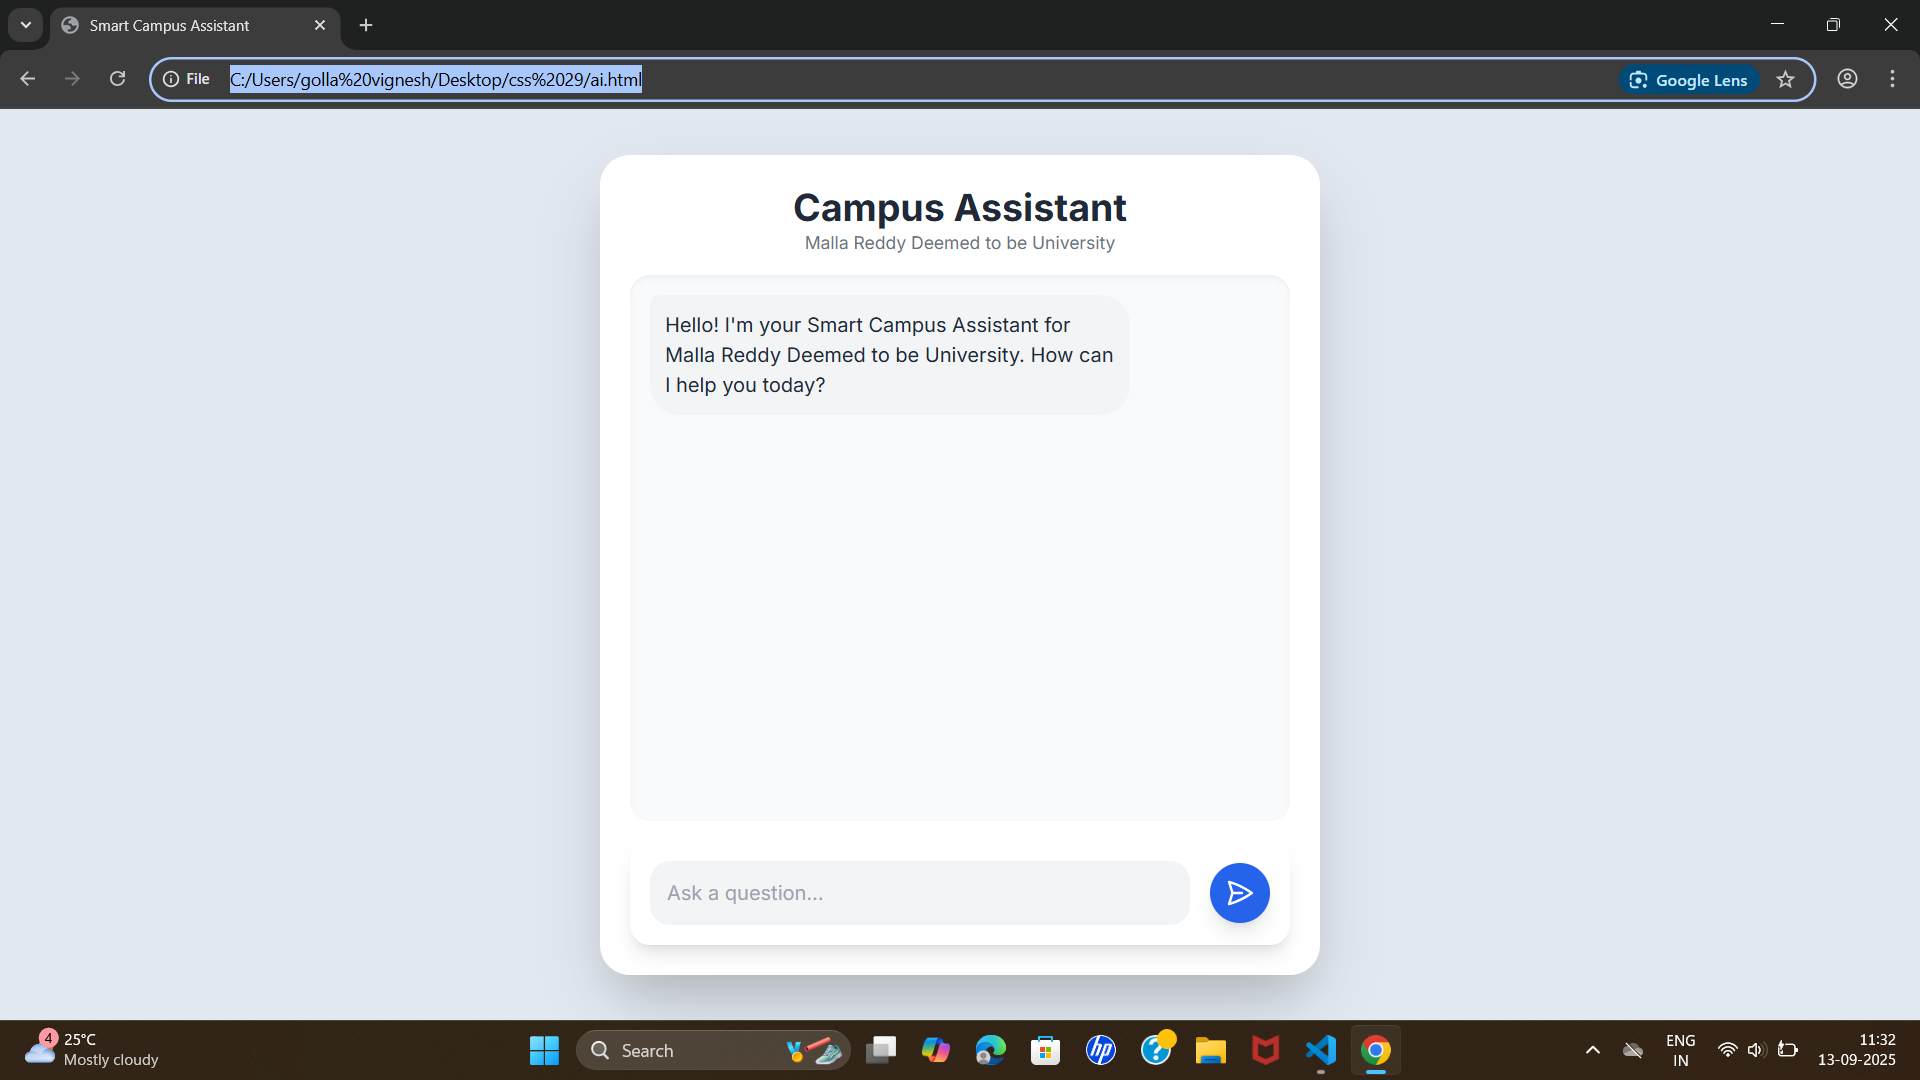 Smart Campus Assistant
File
C:/Users/golla%20vignesh/Desktop/css%2029/ai.html
Google Lens
Campus Assistant
Malla Reddy Deemed to be University
Hello! I'm your Smart Campus Assistant for
Malla Reddy Deemed to be University. How can
I help you today?
Ask a question...
4
25°C
Mostly cloudy
Search
hp
?
ENG
IN
11:32
13-09-2025